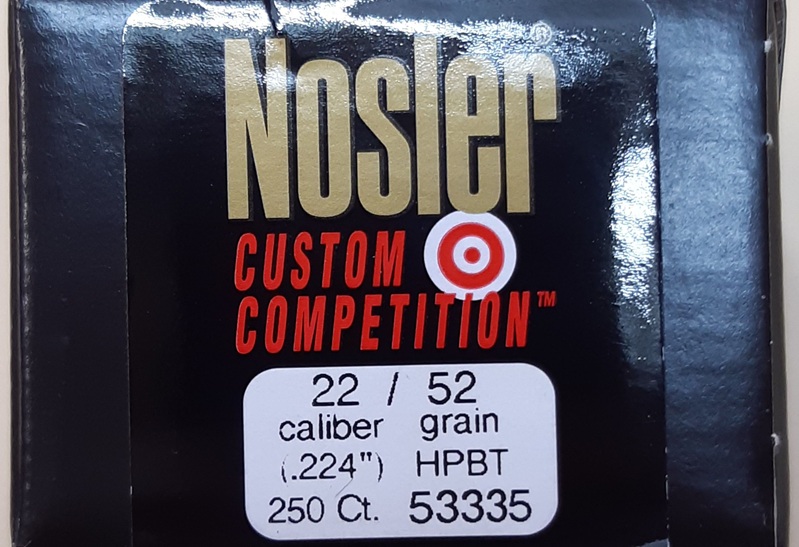 Nosler®
CUSTOM
COMPETITION™
22 / 52
caliber grain
(.224") HPBT
250 Ct. 53335